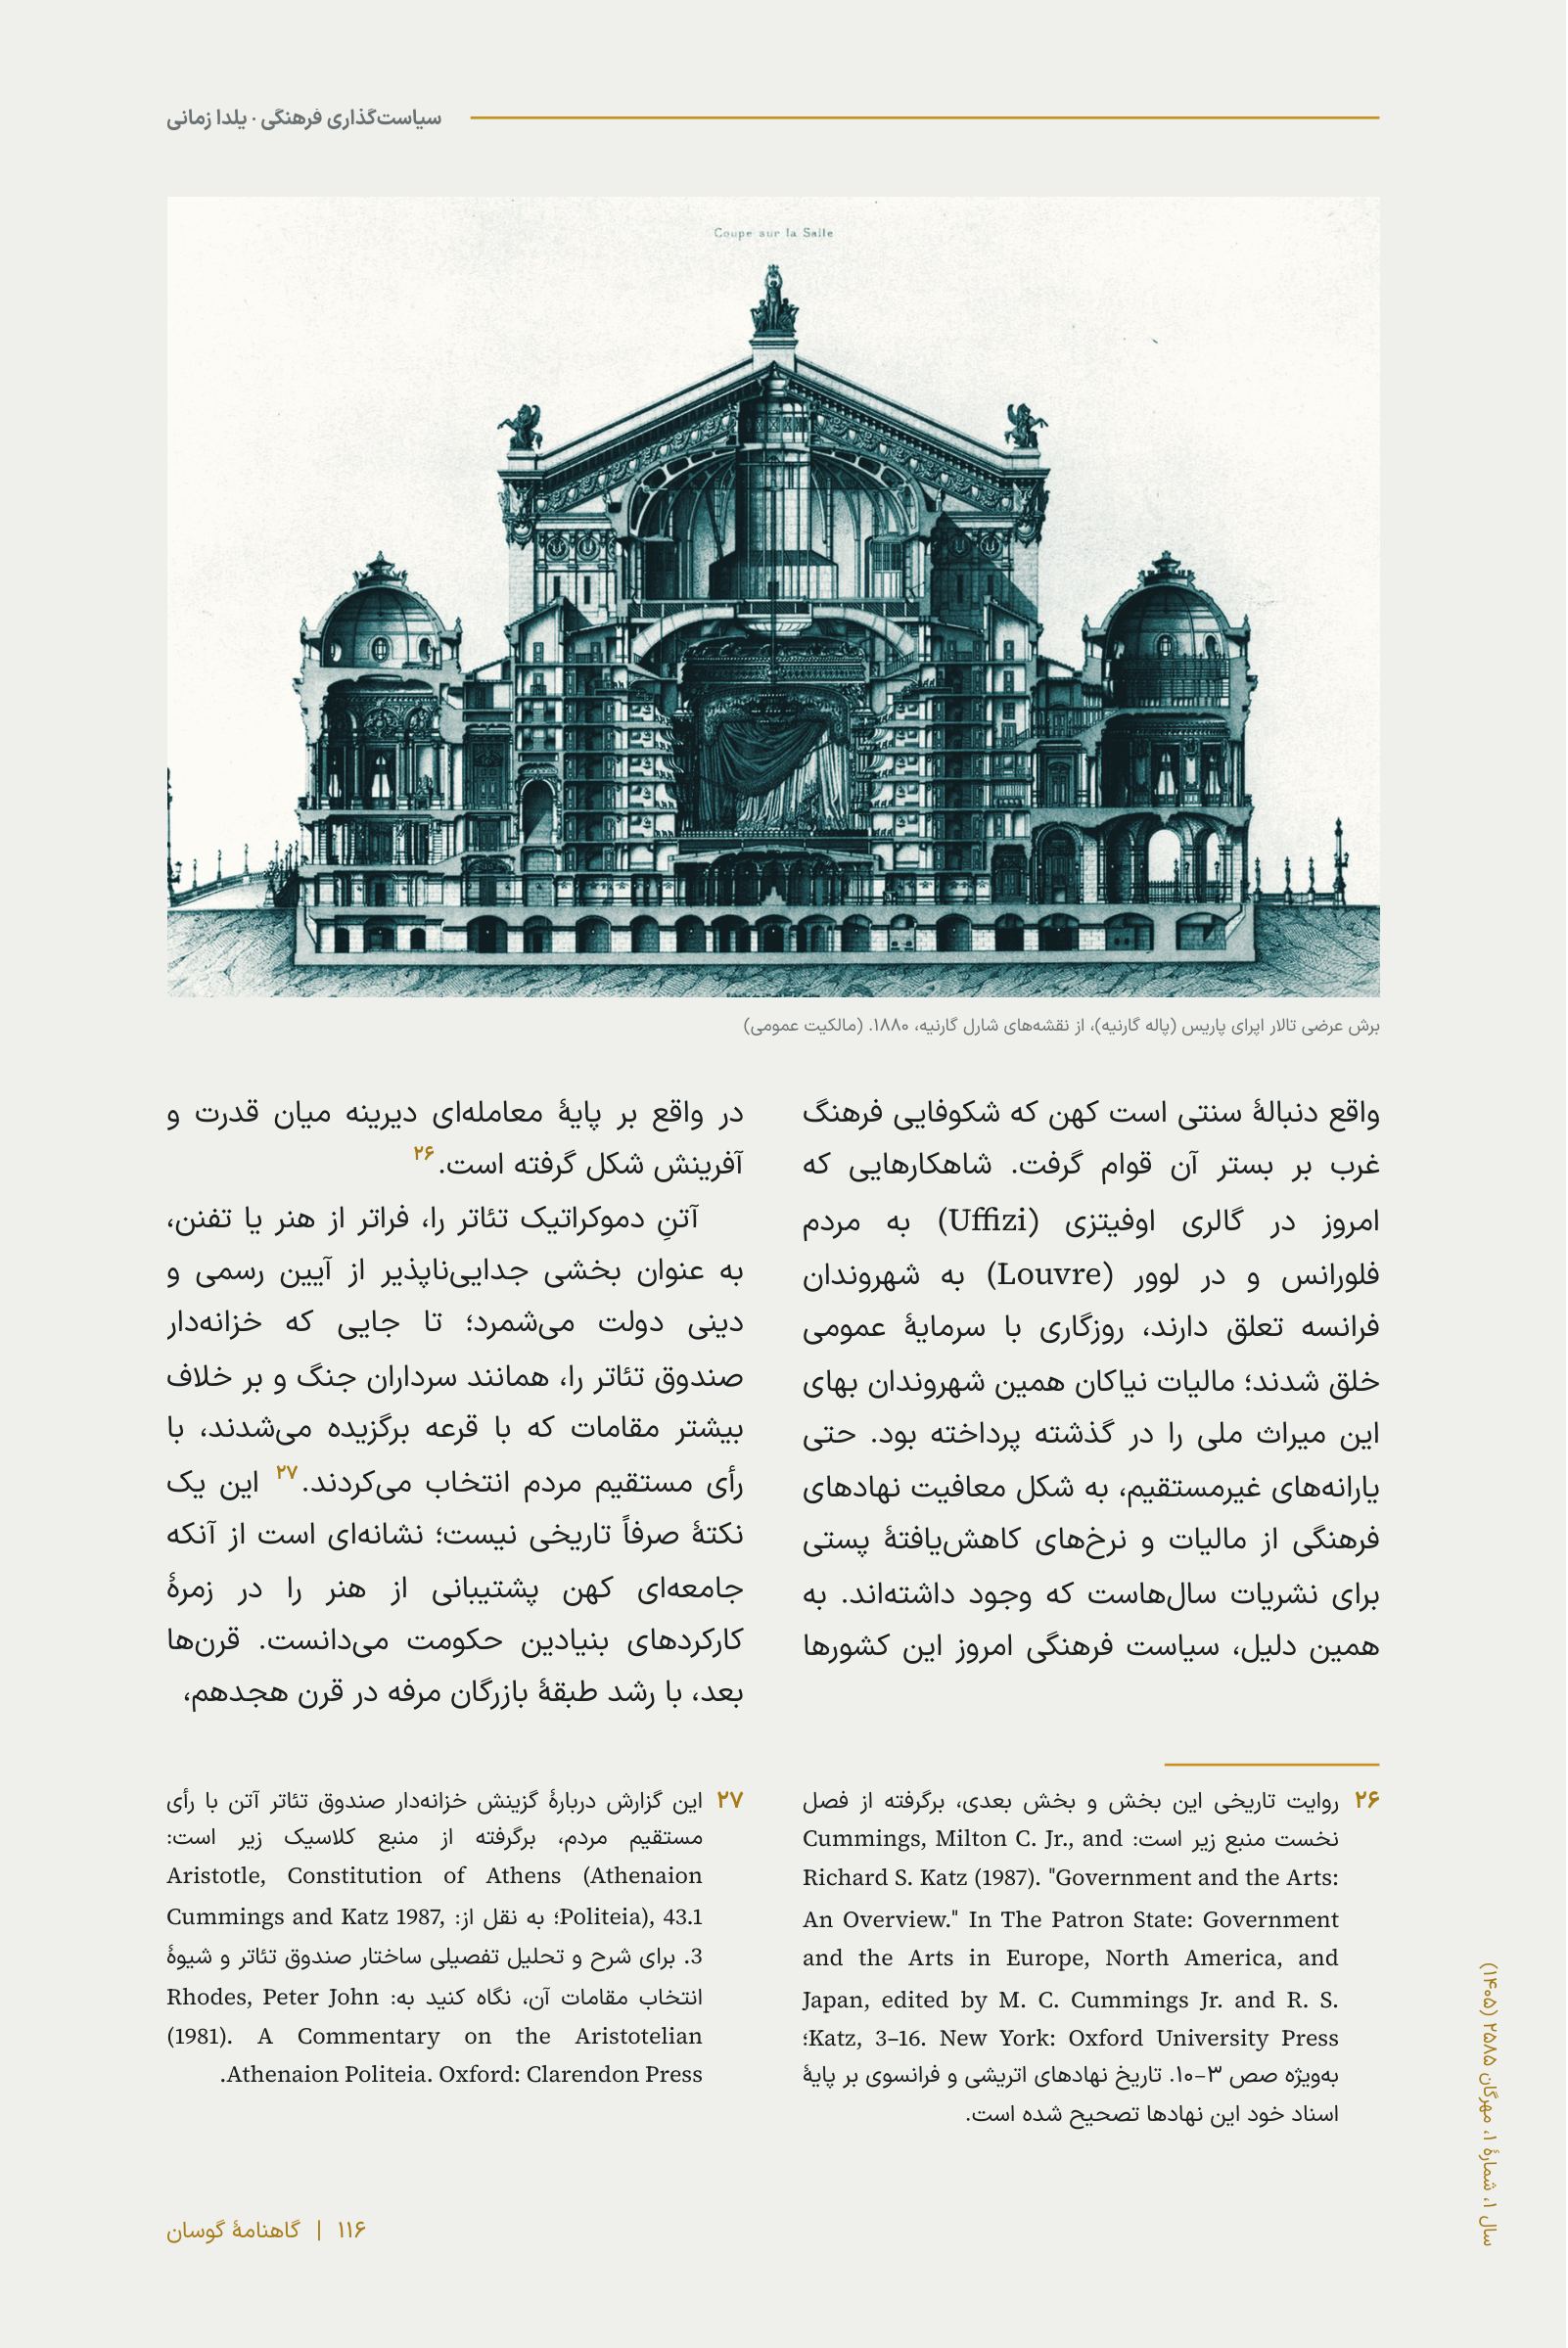 سیاست‌گذاری فرهنگی · یلدا زمانی
Coupe sur la Salle
برش عرضی تالار اپرای پاریس (پاله گارنیه)، از نقشه‌های شارل گارنیه، ۱۸۸۰. (مالکیت عمومی)
واقع دنبالهٔ سنتی است کهن که شکوفایی فرهنگ
غرب بر بستر آن قوام گرفت. شاهکارهایی که
امروز در گالری اوفیتزی (Uffizi) به مردم
فلورانس و در لوور (Louvre) به شهروندان
فرانسه تعلق دارند، روزگاری با سرمایهٔ عمومی
خلق شدند؛ مالیات نیاکان همین شهروندان بهای
این میراث ملی را در گذشته پرداخته بود. حتی
یارانه‌های غیرمستقیم، به شکل معافیت نهادهای
فرهنگی از مالیات و نرخ‌های کاهش‌یافتهٔ پستی
برای نشریات سال‌هاست که وجود داشته‌اند. به
همین دلیل، سیاست فرهنگی امروز این کشورها
در واقع بر پایهٔ معامله‌ای دیرینه میان قدرت و
آفرینش شکل گرفته است.۲۶
آتنِ دموکراتیک تئاتر را، فراتر از هنر یا تفنن،
به عنوان بخشی جدایی‌ناپذیر از آیین رسمی و
دینی دولت می‌شمرد؛ تا جایی که خزانه‌دار
صندوق تئاتر را، همانند سرداران جنگ و بر خلاف
بیشتر مقامات که با قرعه برگزیده می‌شدند، با
رأی مستقیم مردم انتخاب می‌کردند.۲۷ این یک
نکتهٔ صرفاً تاریخی نیست؛ نشانه‌ای است از آنکه
جامعه‌ای کهن پشتیبانی از هنر را در زمرهٔ
کارکردهای بنیادین حکومت می‌دانست. قرن‌ها
بعد، با رشد طبقهٔ بازرگان مرفه در قرن هجدهم،
۲۶ روایت تاریخی این بخش و بخش بعدی، برگرفته از فصل
نخست منبع زیر است: Cummings, Milton C. Jr., and
Richard S. Katz (1987). "Government and the Arts:
An Overview." In The Patron State: Government
and the Arts in Europe, North America, and
Japan, edited by M. C. Cummings Jr. and R. S.
Katz, 3–16. New York: Oxford University Press؛
به‌ویژه صص ۳–۱۰. تاریخ نهادهای اتریشی و فرانسوی بر پایهٔ
اسناد خود این نهادها تصحیح شده است.
۲۷ این گزارش دربارهٔ گزینش خزانه‌دار صندوق تئاتر آتن با رأی
مستقیم مردم، برگرفته از منبع کلاسیک زیر است:
Aristotle, Constitution of Athens (Athenaion
Politeia), 43.1؛ به نقل از: Cummings and Katz 1987,
3. برای شرح و تحلیل تفصیلی ساختار صندوق تئاتر و شیوهٔ
انتخاب مقامات آن، نگاه کنید به: Rhodes, Peter John
(1981). A Commentary on the Aristotelian
Athenaion Politeia. Oxford: Clarendon Press.
سال ۱، شمارهٔ ۱، مهرگان ۲۵۸۵ (۱۴۰۵)
۱۱۶ | گاهنامهٔ گوسان